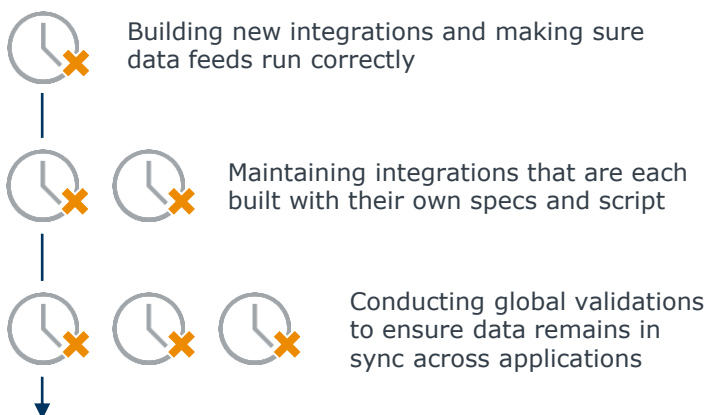 Building new integrations and making sure
data feeds run correctly
Maintaining integrations that are each
built with their own specs and script
Conducting global validations
to ensure data remains in
sync across applications